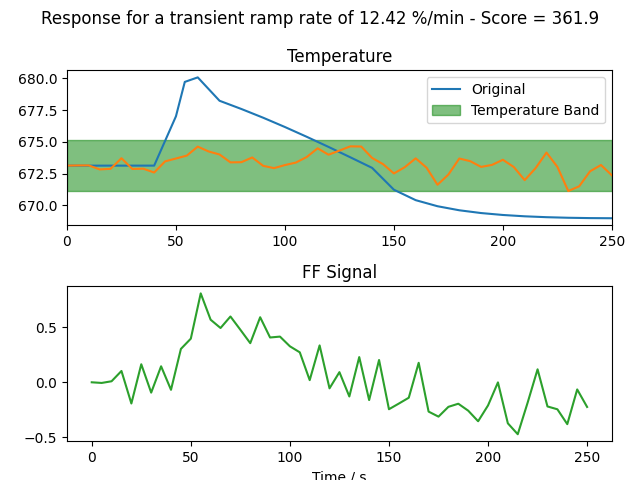 Response for a transient ramp rate of 12.42 %/min - Score = 361.9
Temperature
680.0
677.5
675.0
672.5
670.0
Original
Temperature Band
0 50 100 150 200 250
FF Signal
0.5
0.0
−0.5
0 50 100 150 200 250
Time / s